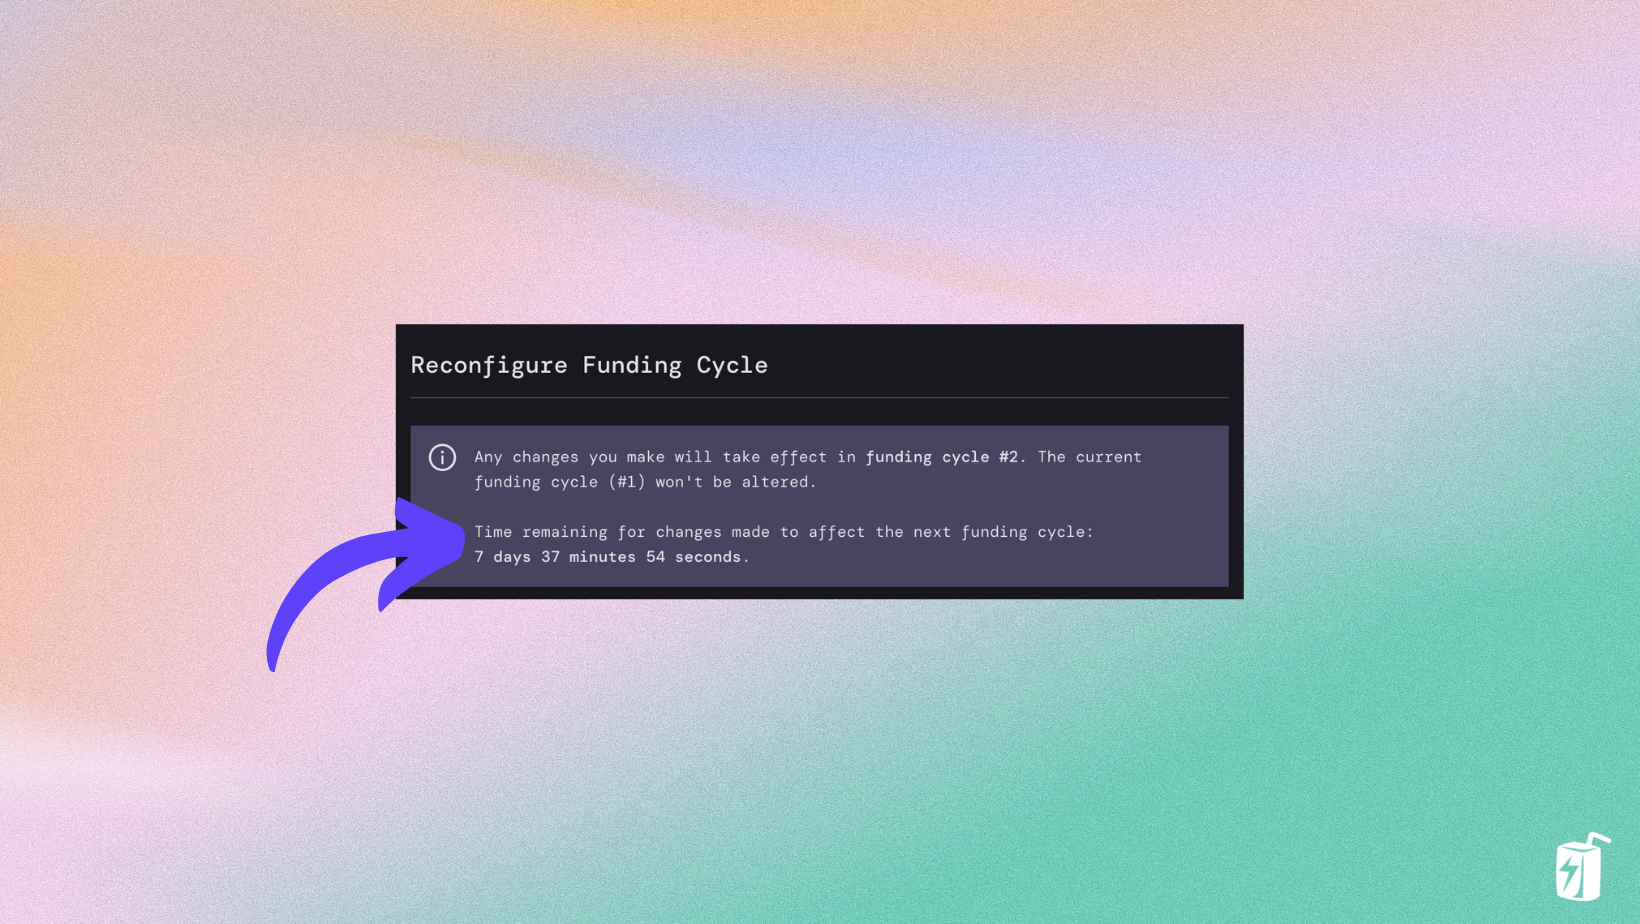 Reconfigure Funding Cycle
Any changes you make will take effect in funding cycle #2. The current
funding cycle (#1) won't be altered.
Time remaining for changes made to affect the next funding cycle:
7 days 37 minutes 54 seconds.